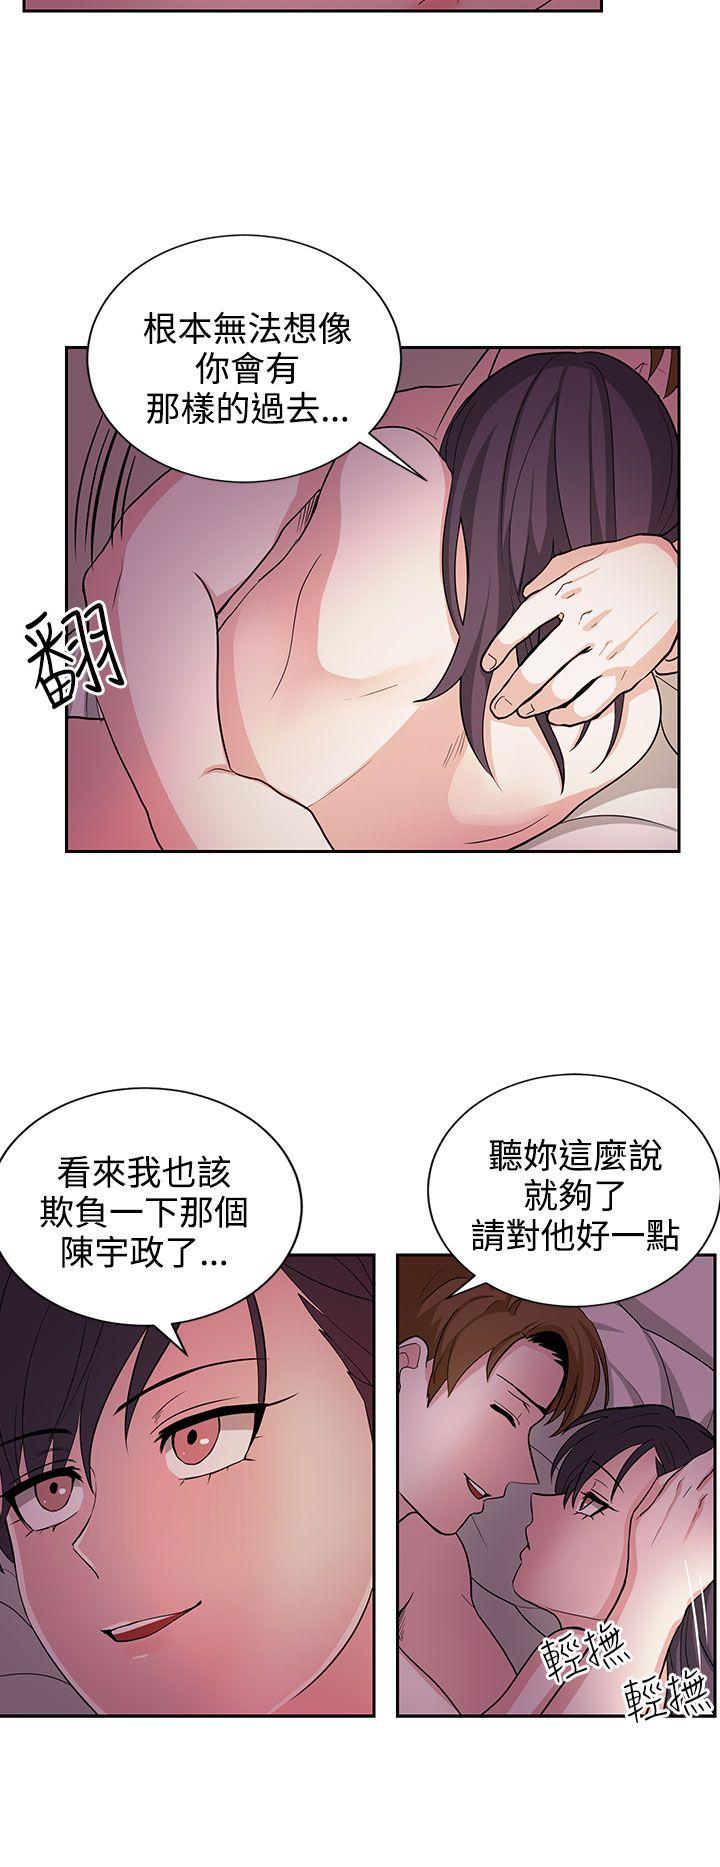 根本無法想像
你會有
那樣的過去...
翻
看來我也該
欺負一下那個
陳宇政了...
聽妳這麼說
就夠了
請對他好一點
輕撫
輕撫